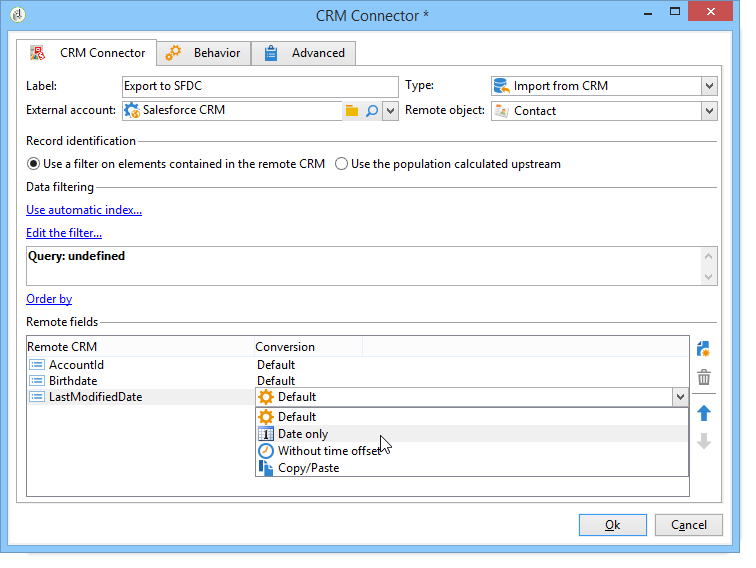 CRM Connector *
CRM Connector Behavior Advanced
Label: Export to SFDC Type: Import from CRM
External account: Salesforce CRM Remote object: Contact
Record identification
Use a filter on elements contained in the remote CRM Use the population calculated upstream
Data filtering
Use automatic index...
Edit the filter...
Query: undefined
Order by
Remote fields
Remote CRM Conversion
AccountId Default
Birthdate Default
LastModifiedDate Default
Default
Date only
Without time offset
Copy/Paste
Ok Cancel